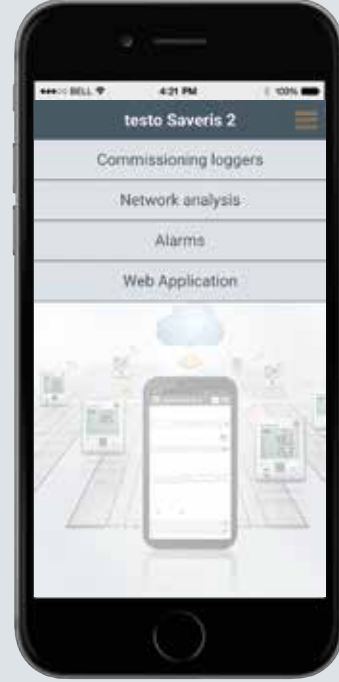 BELL 4:21 PM 100%
testo Saveris 2
Commissioning loggers
Network analysis
Alarms
Web Application